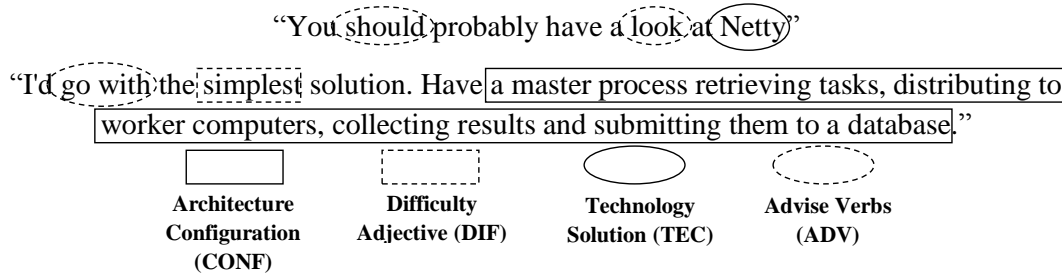 “You should probably have a look at Netty”
“I'd go with the simplest solution. Have a master process retrieving tasks, distributing to
worker computers, collecting results and submitting them to a database.”
Architecture Configuration (CONF)
Difficulty Adjective (DIF)
Technology Solution (TEC)
Advise Verbs (ADV)